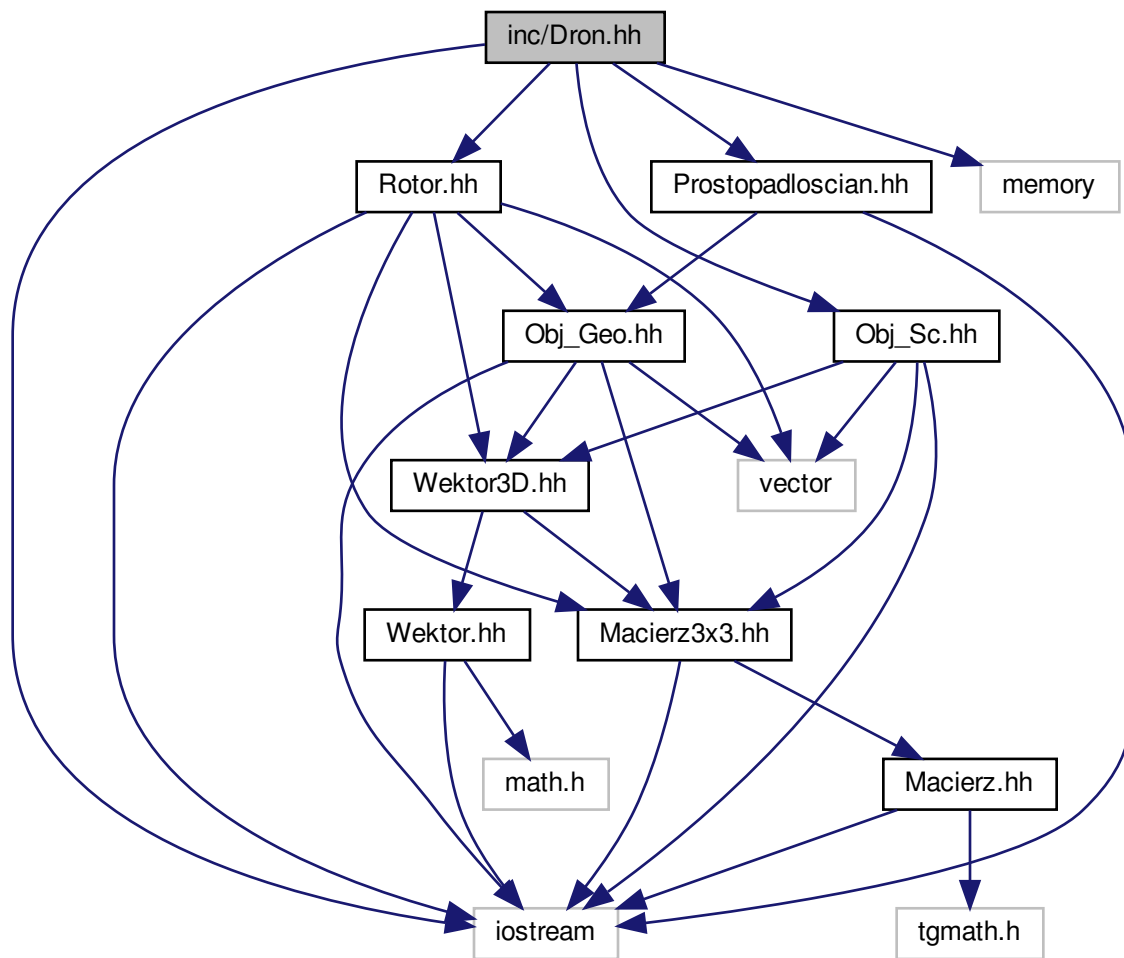 inc/Dron.hh
Rotor.hh
Prostopadloscian.hh
memory
Obj_Geo.hh
Obj_Sc.hh
Wektor3D.hh
vector
Wektor.hh
Macierz3x3.hh
math.h
Macierz.hh
iostream
tgmath.h